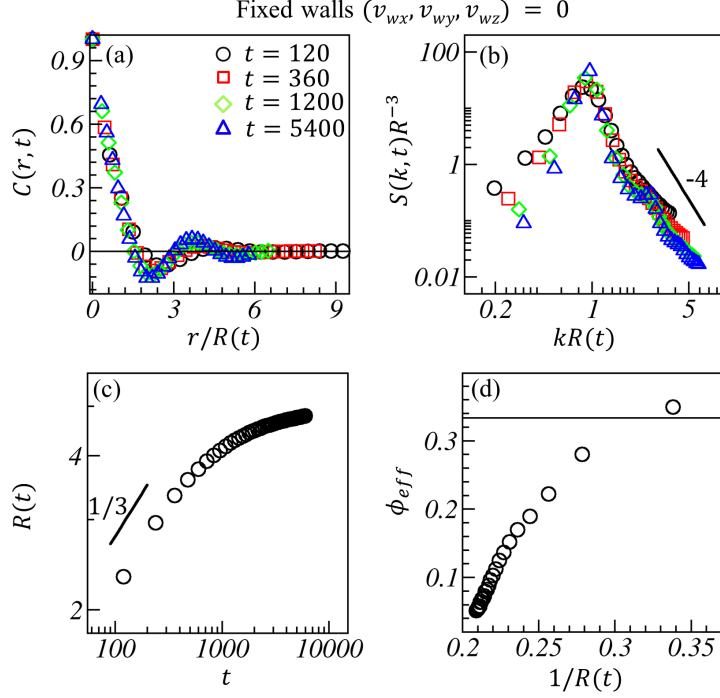 Fixed walls (v_wx, v_wy, v_wz) = 0
0.9
0.6
0.3
0
C(r, t)
(a)
t = 120
t = 360
t = 1200
t = 5400
0 3 6 9
r/R(t)
100
1
0.01
S(k, t)R^−3
(b)
-4
0.2 1 5
kR(t)
4
2
R(t)
(c)
1/3
100 1000 10000
t
0.3
0.2
0.1
ϕ_eff
(d)
0.2 0.25 0.3 0.35
1/R(t)